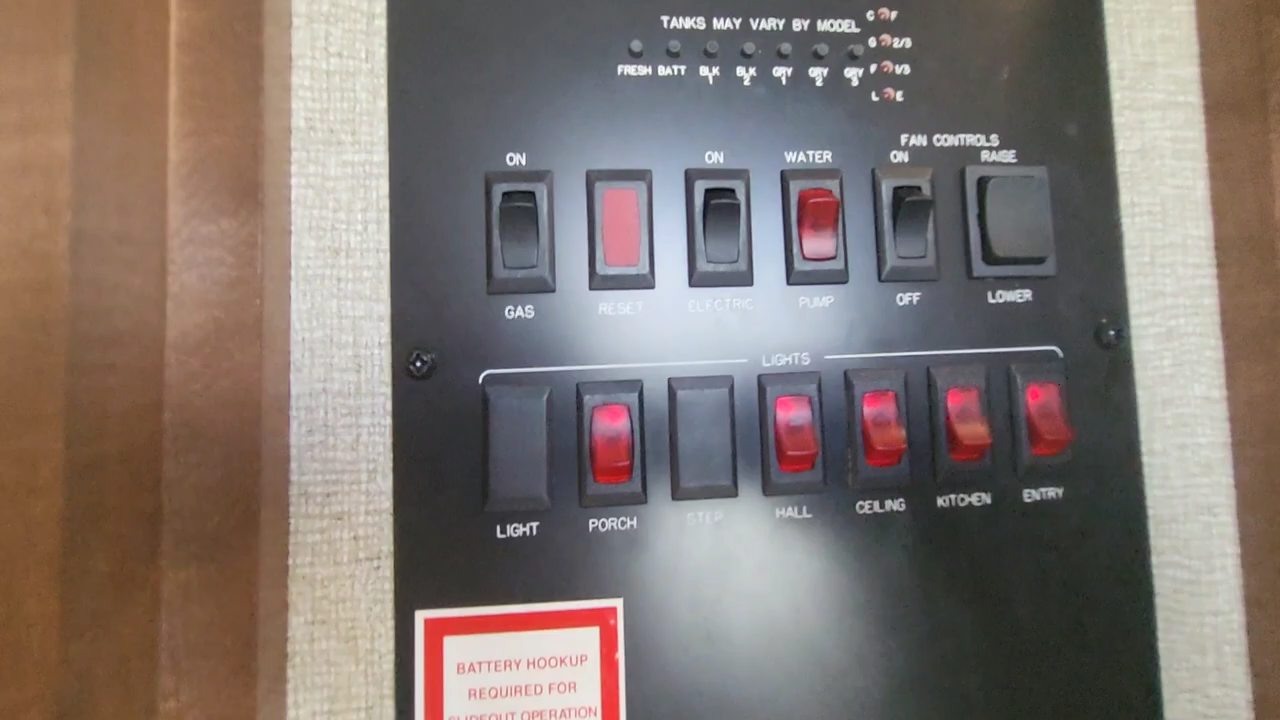 TANKS MAY VARY BY MODEL
C F
G 2/3
F 1/3
L E
FRESH BATT BLK 1 BLK 2 GRY 1 GRY 2 GRY 3
FAN CONTROLS
ON ON WATER ON RAISE
GAS RESET ELECTRIC PUMP OFF LOWER
LIGHTS
LIGHT PORCH STEP HALL CEILING KITCHEN ENTRY
BATTERY HOOKUP
REQUIRED FOR
SLIDEOUT OPERATION